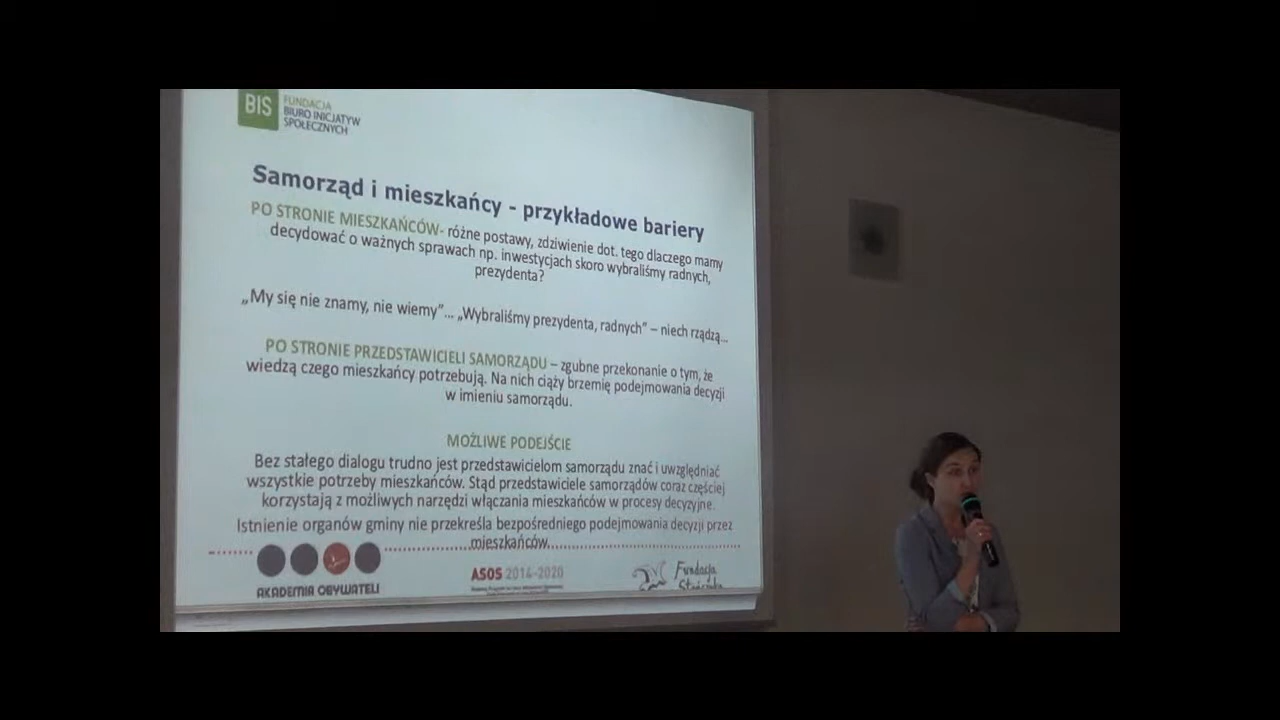 BIS
FUNDACJA
BIURO INICJATYW
SPOŁECZNYCH
Samorząd i mieszkańcy - przykładowe bariery
PO STRONIE MIESZKAŃCÓW- różne postawy, zdziwienie dot. tego dlaczego mamy
decydować o ważnych sprawach np. inwestycjach skoro wybraliśmy radnych,
prezydenta?
„My się nie znamy, nie wiemy”... „Wybraliśmy prezydenta, radnych” – niech rządzą...
PO STRONIE PRZEDSTAWICIELI SAMORZĄDU – zgubne przekonanie o tym, że
wiedzą czego mieszkańcy potrzebują. Na nich ciąży brzemię podejmowania decyzji
w imieniu samorządu.
MOŻLIWE PODEJŚCIE
Bez stałego dialogu trudno jest przedstawicielom samorządu znać i uwzględniać
wszystkie potrzeby mieszkańców. Stąd przedstawiciele samorządów coraz częściej
korzystają z możliwych narzędzi włączania mieszkańców w procesy decyzyjne.
Istnienie organów gminy nie przekreśla bezpośredniego podejmowania decyzji przez
mieszkańców.
AKADEMIA OBYWATELI
ASOS 2014-2020
Fundacja